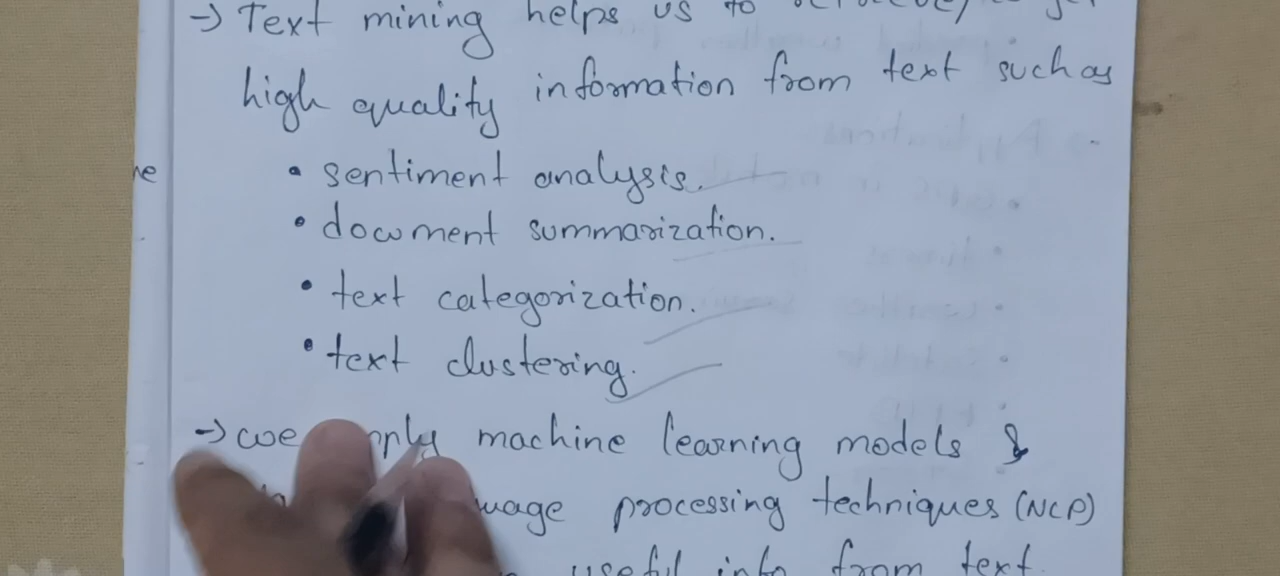 → Text mining helps us to
high quality information from text such as
• sentiment analysis.
• document summarization.
• text categorization.
• text clustering.
→ we machine learning models &
processing techniques (NLP)
useful info from text.